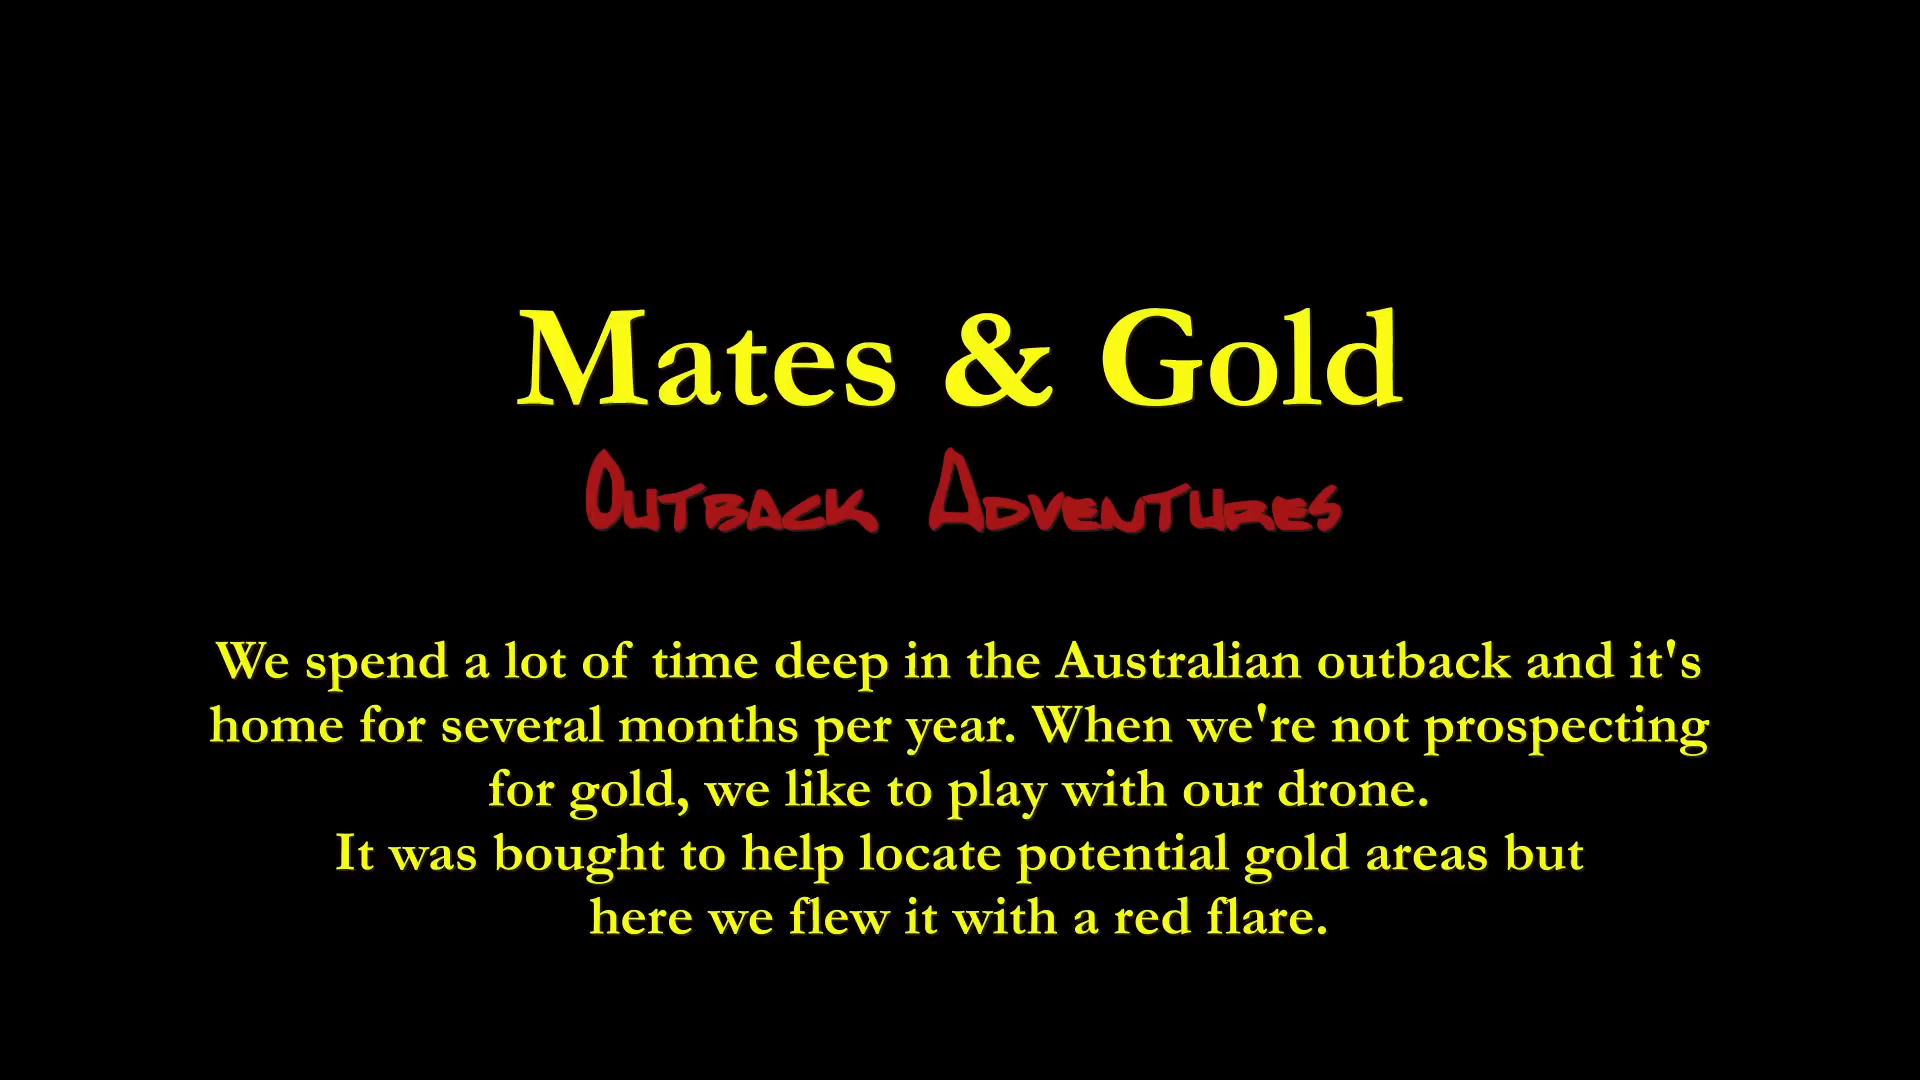 Mates & Gold
Outback Adventures
We spend a lot of time deep in the Australian outback and it's
home for several months per year. When we're not prospecting
for gold, we like to play with our drone.
It was bought to help locate potential gold areas but
here we flew it with a red flare.